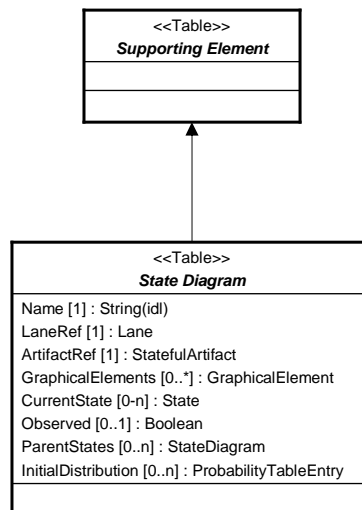 <<Table>>
Supporting Element
<<Table>>
State Diagram
Name [1] : String(idl)
LaneRef [1] : Lane
ArtifactRef [1] : StatefulArtifact
GraphicalElements [0..*] : GraphicalElement
CurrentState [0-n] : State
Observed [0..1] : Boolean
ParentStates [0..n] : StateDiagram
InitialDistribution [0..n] : ProbabilityTableEntry